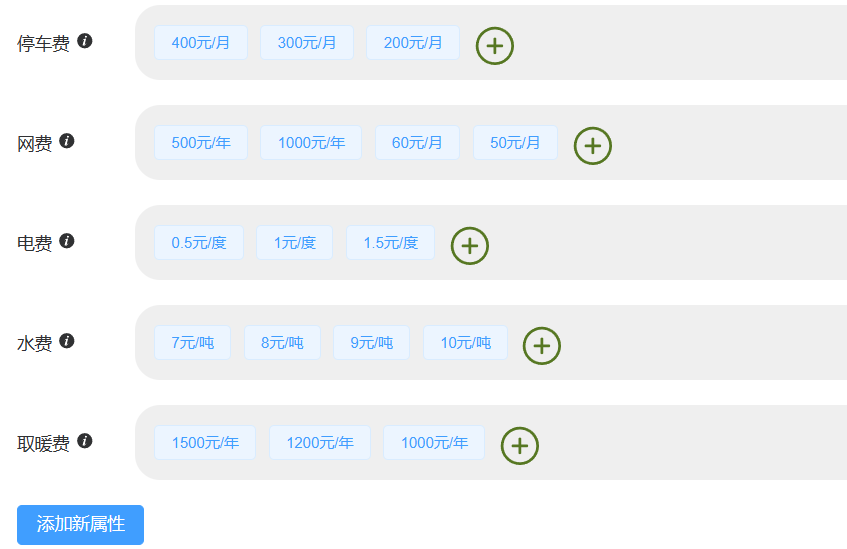 停车费 400元/月 300元/月 200元/月
网费 500元/年 1000元/年 60元/月 50元/月
电费 0.5元/度 1元/度 1.5元/度
水费 7元/吨 8元/吨 9元/吨 10元/吨
取暖费 1500元/年 1200元/年 1000元/年
添加新属性